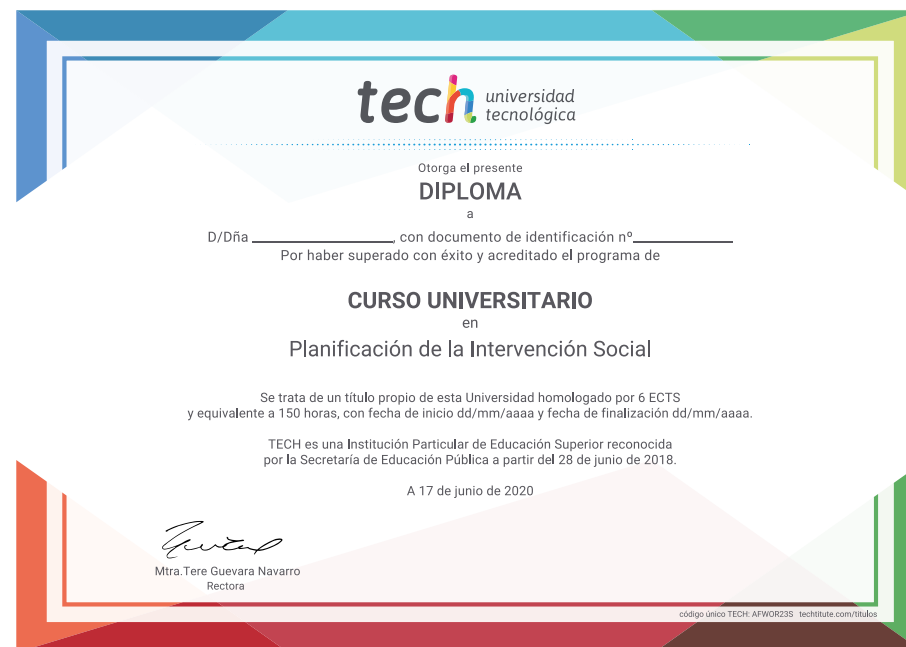 tech universidad
tecnológica
Otorga el presente
DIPLOMA
a
D/Dña ____________________, con documento de identificación nº______________
Por haber superado con éxito y acreditado el programa de
CURSO UNIVERSITARIO
en
Planificación de la Intervención Social
Se trata de un título propio de esta Universidad homologado por 6 ECTS
y equivalente a 150 horas, con fecha de inicio dd/mm/aaaa y fecha de finalización dd/mm/aaaa.
TECH es una Institución Particular de Educación Superior reconocida
por la Secretaría de Educación Pública a partir del 28 de junio de 2018.
A 17 de junio de 2020
Mtra.Tere Guevara Navarro
Rectora
código único TECH: AFWOR23S techtitute.com/titulos